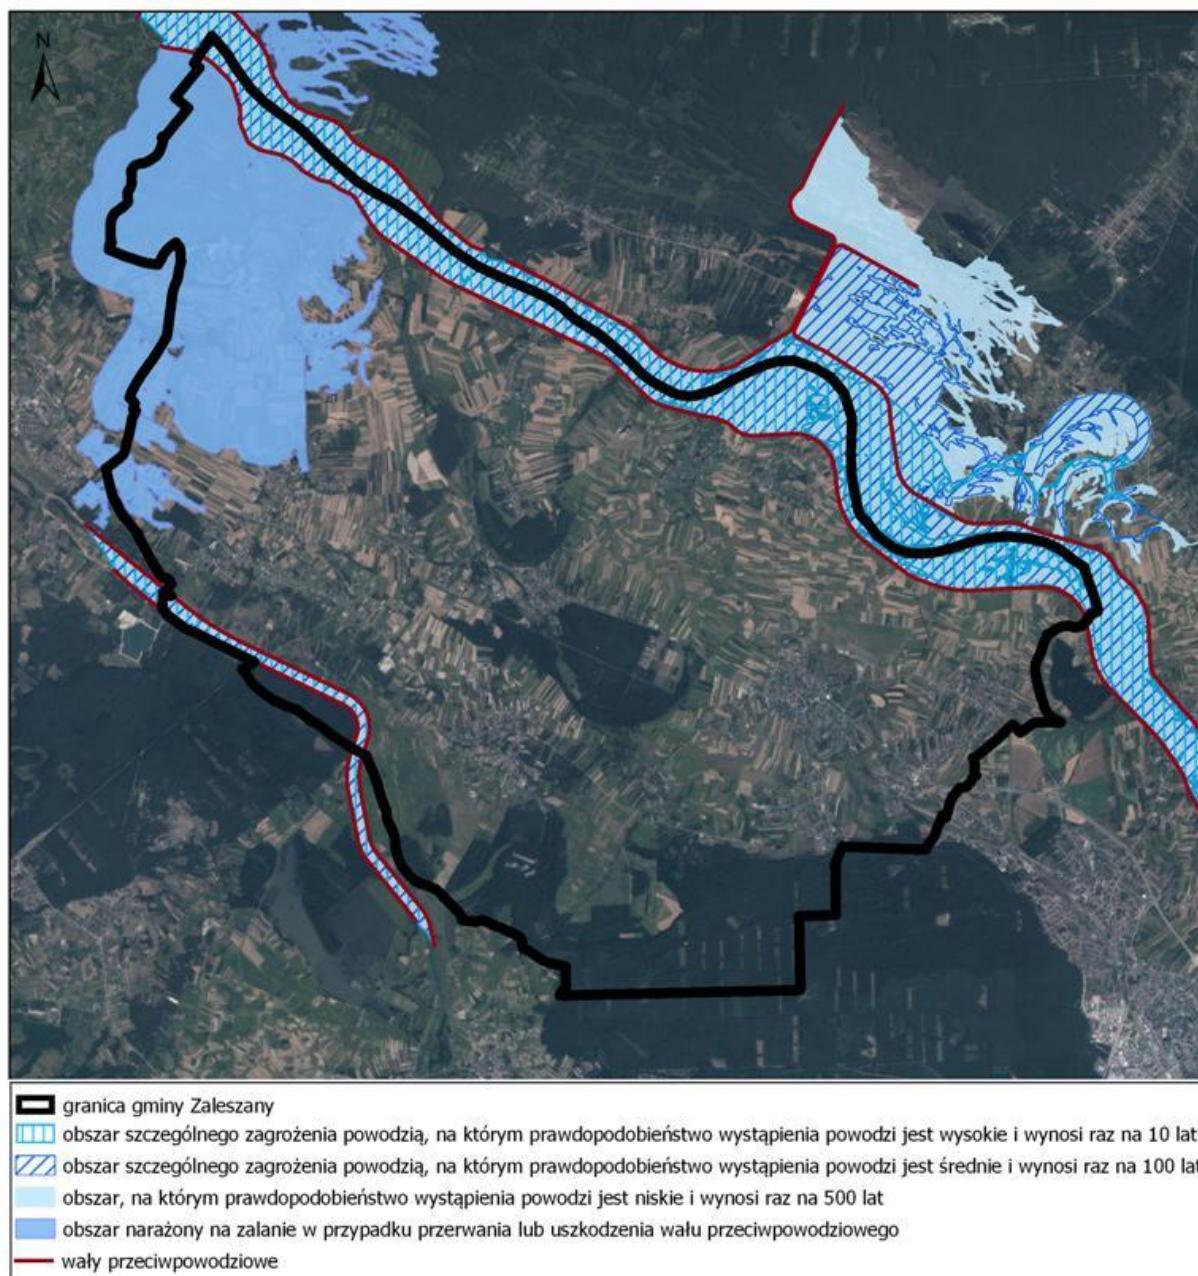 N
granica gminy Zaleszany
obszar szczególnego zagrożenia powodzią, na którym prawdopodobieństwo wystąpienia powodzi jest wysokie i wynosi raz na 10 lat
obszar szczególnego zagrożenia powodzią, na którym prawdopodobieństwo wystąpienia powodzi jest średnie i wynosi raz na 100 lat
obszar, na którym prawdopodobieństwo wystąpienia powodzi jest niskie i wynosi raz na 500 lat
obszar narażony na zalanie w przypadku przerwania lub uszkodzenia wału przeciwpowodziowego
wały przeciwpowodziowe